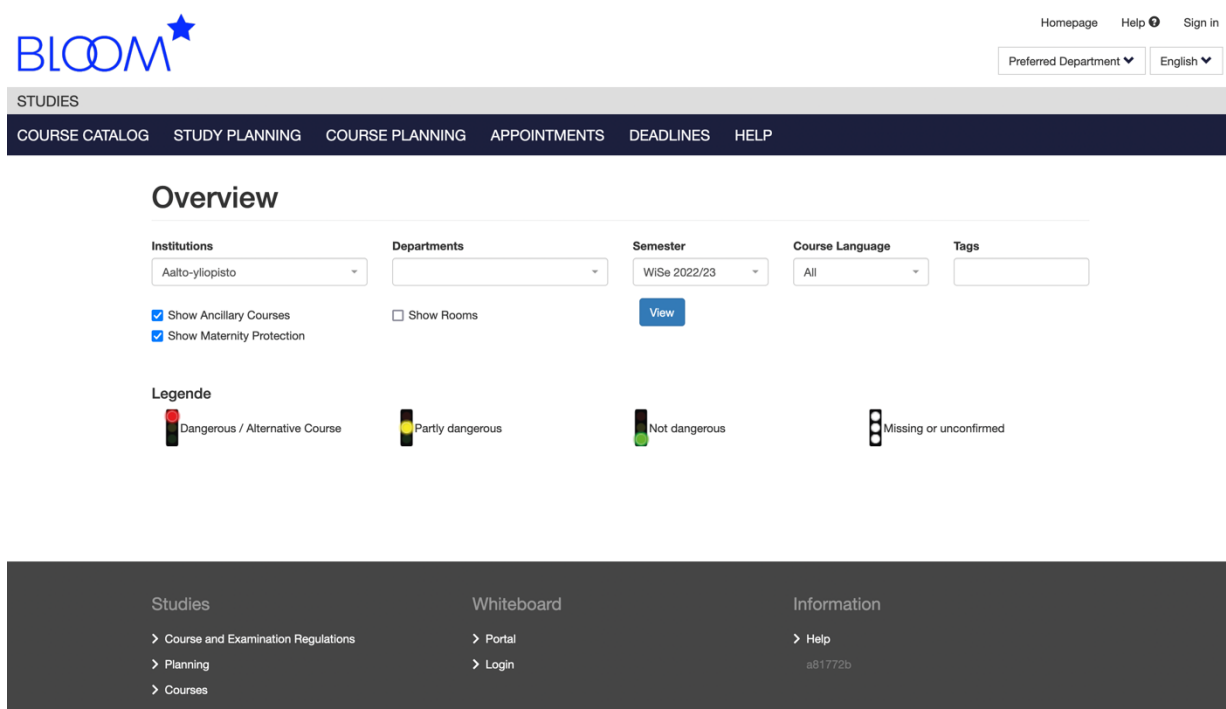 BLOOM
Homepage Help Sign in
Preferred Department English
STUDIES
COURSE CATALOG STUDY PLANNING COURSE PLANNING APPOINTMENTS DEADLINES HELP
Overview
Institutions Departments Semester Course Language Tags
Aalto-yliopisto WiSe 2022/23 All
Show Ancillary Courses Show Rooms View
Show Maternity Protection
Legende
Dangerous / Alternative Course Partly dangerous Not dangerous Missing or unconfirmed
Studies Whiteboard Information
Course and Examination Regulations Portal Help
Planning Login a81772b
Courses